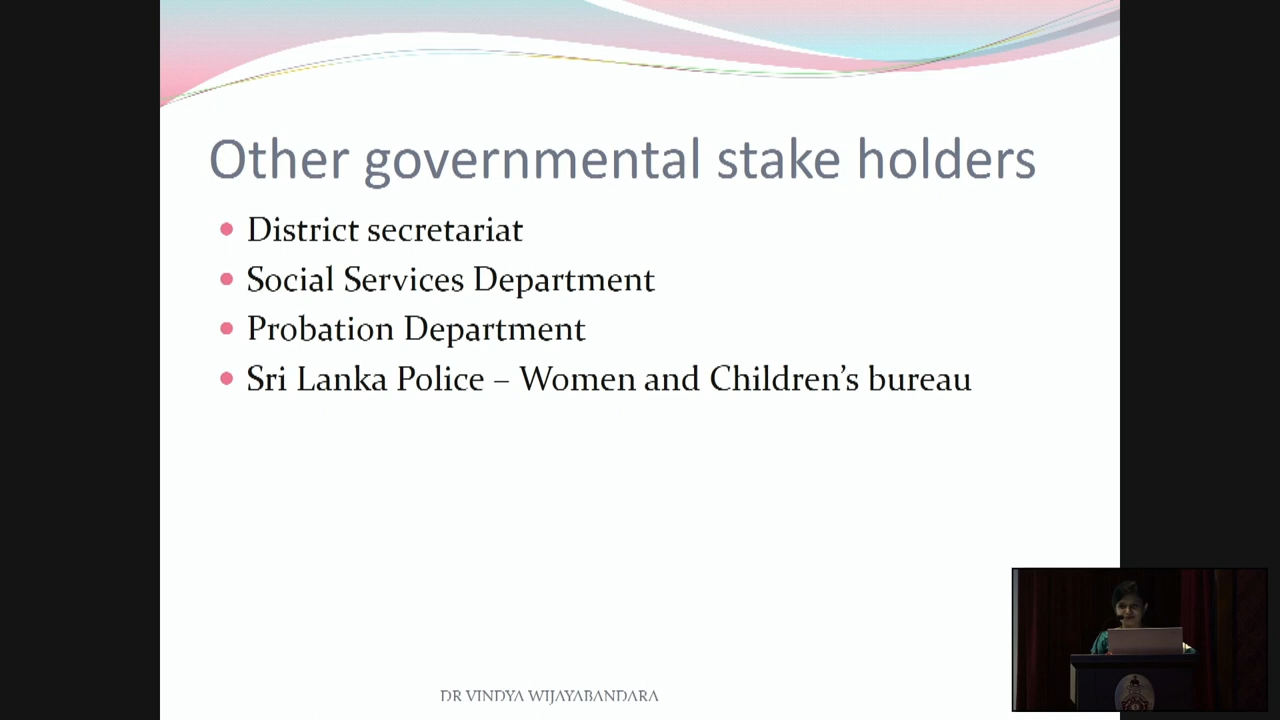 Other governmental stake holders
District secretariat
Social Services Department
Probation Department
Sri Lanka Police – Women and Children’s bureau
DR VINDYA WIJAYABANDARA